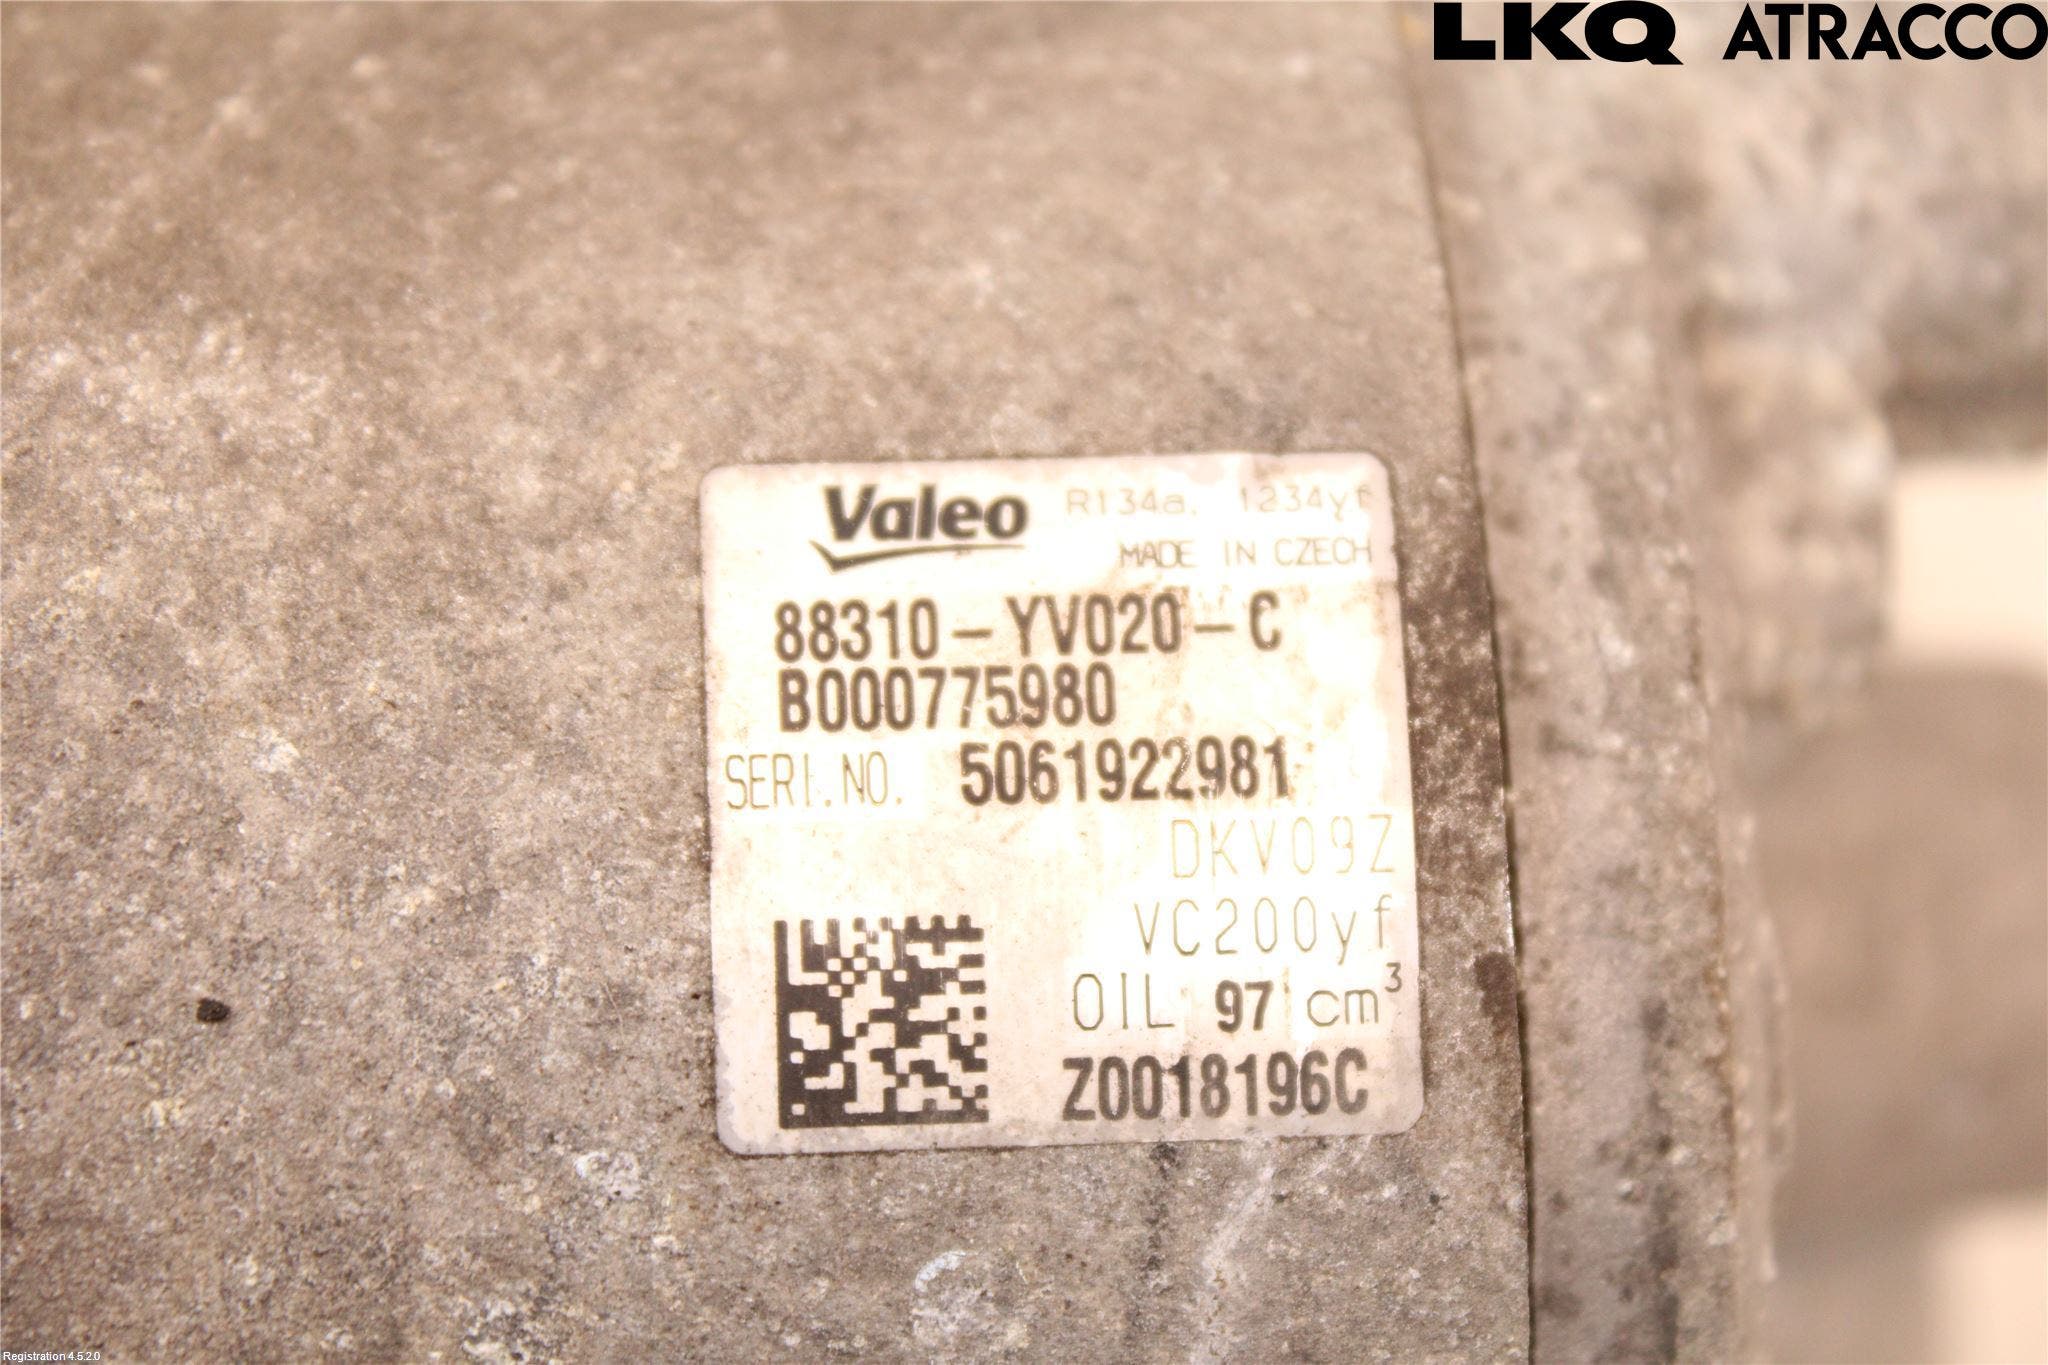 LKQ ATRACCO
Valeo R134a, 1234yf
MADE IN CZECH
88310-YV020-C
B000775980
SERI.NO. 5061922981
DKV09Z
VC200yf
OIL 97 cm³
Z0018196C
Registration 4.5.2.0